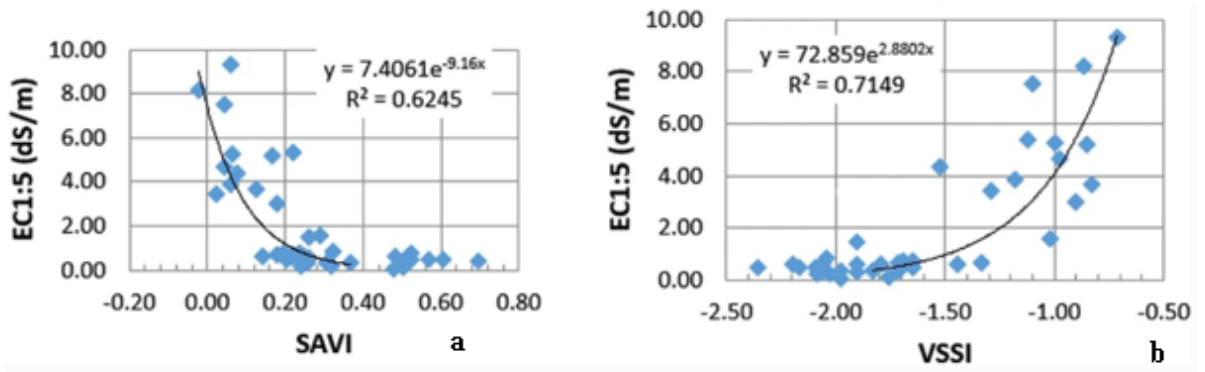 10.00
8.00
6.00
4.00
2.00
0.00
EC1:5 (dS/m)
y = 7.4061e^-9.16x
R² = 0.6245
-0.20 0.00 0.20 0.40 0.60 0.80
SAVI
a
10.00
8.00
6.00
4.00
2.00
0.00
EC1:5 (dS/m)
y = 72.859e^2.8802x
R² = 0.7149
-2.50 -2.00 -1.50 -1.00 -0.50
VSSI
b